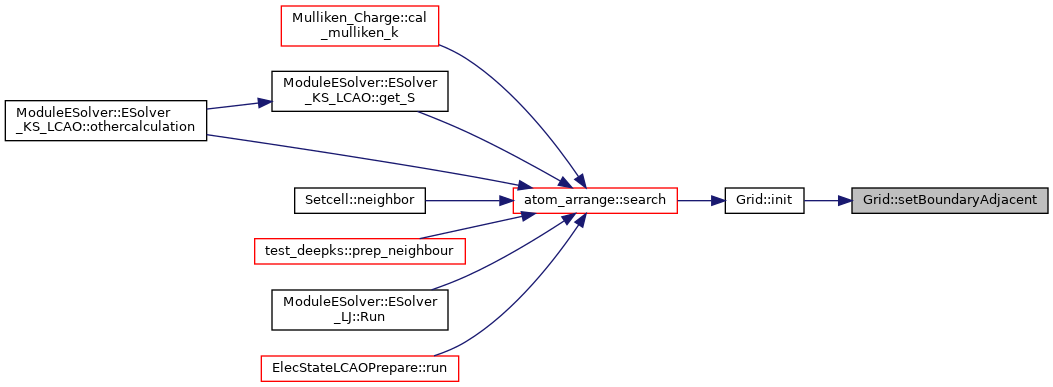 Mulliken_Charge::cal
_mulliken_k
ModuleESolver::ESolver
_KS_LCAO::get_S
ModuleESolver::ESolver
_KS_LCAO::othercalculation
Setcell::neighbor
atom_arrange::search
Grid::init
Grid::setBoundaryAdjacent
test_deepks::prep_neighbour
ModuleESolver::ESolver
_LJ::Run
ElecStateLCAOPrepare::run